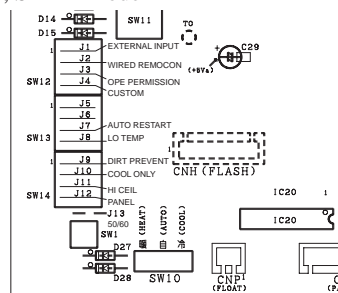 D14
D15
SW11
TO
C29
+
(+5Va)
1
J1 EXTERNAL INPUT
J2 WIRED REMOCON
J3 OPE PERMISSION
J4 CUSTOM
SW12
J5
J6
J7 AUTO RESTART
J8 LO TEMP
SW13
1
CNH (FLASH)
J9 DIRT PREVENT
J10 COOL ONLY
J11 HI CEIL
J12 PANEL
SW14
IC20 1
IC20
J13
50/60
SW1
(HEAT)
(AUTO)
(COOL)
自
冷
D27
D28
SW10
CNP
(FLOAT)